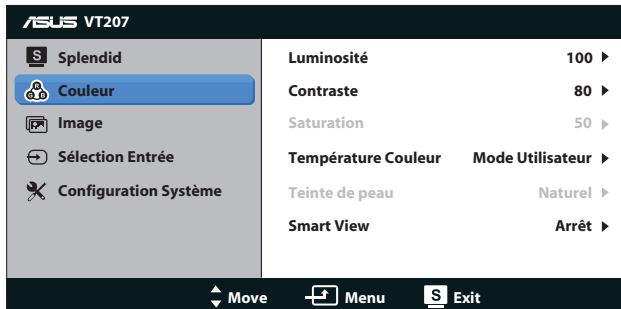 ASUS VT207
S Splendid
Couleur
Image
Sélection Entrée
Configuration Système
Luminosité 100
Contraste 80
Saturation 50
Température Couleur Mode Utilisateur
Teinte de peau Naturel
Smart View Arrêt
Move Menu S Exit